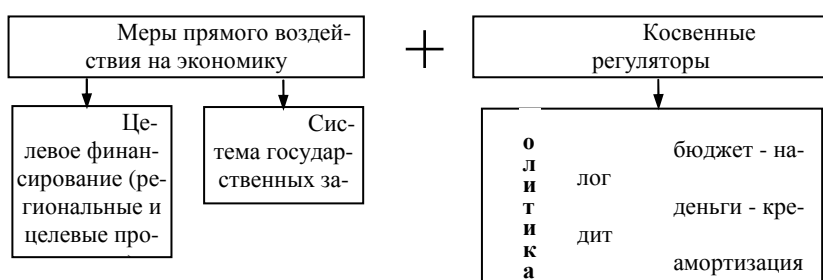 Меры прямого воздей-
ствия на экономику
+
Косвенные
регуляторы
Це-
левое финан-
сирование (ре-
гиональные и
целевые про-
Сис-
тема государ-
ственных за-
олитика
бюджет - на-
лог
деньги - кре-
дит
амортизация